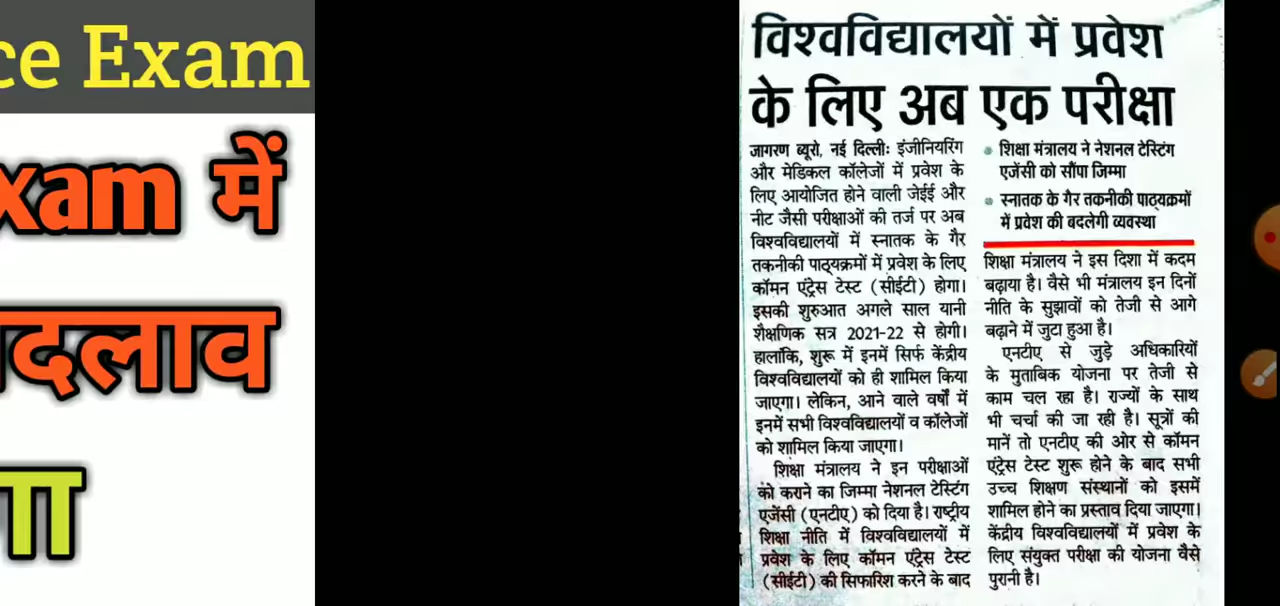 ce Exam
xam में
दलाव
गा
विश्वविद्यालयों में प्रवेश
के लिए अब एक परीक्षा
जागरण ब्यूरो, नई दिल्ली: इंजीनियरिंग
और मेडिकल कॉलेजों में प्रवेश के
लिए आयोजित होने वाली जेईई और
नीट जैसी परीक्षाओं की तर्ज पर अब
विश्वविद्यालयों में स्नातक के गैर
तकनीकी पाठ्यक्रमों में प्रवेश के लिए
कॉमन एंट्रेस टेस्ट (सीईटी) होगा।
इसकी शुरुआत अगले साल यानी
शैक्षणिक सत्र 2021-22 से होगी।
हालांकि, शुरू में इनमें सिर्फ केंद्रीय
विश्वविद्यालयों को ही शामिल किया
जाएगा। लेकिन, आने वाले वर्षों में
इनमें सभी विश्वविद्यालयों व कॉलेजों
को शामिल किया जाएगा।
शिक्षा मंत्रालय ने इन परीक्षाओं
को कराने का जिम्मा नेशनल टेस्टिंग
एजेंसी (एनटीए) को दिया है। राष्ट्रीय
शिक्षा नीति में विश्वविद्यालयों में
प्रवेश के लिए कॉमन एंट्रेस टेस्ट
(सीईटी) की सिफारिश करने के बाद
शिक्षा मंत्रालय ने नेशनल टेस्टिंग
एजेंसी को सौंपा जिम्मा
स्नातक के गैर तकनीकी पाठ्यक्रमों
में प्रवेश की बदलेगी व्यवस्था
शिक्षा मंत्रालय ने इस दिशा में कदम
बढ़ाया है। वैसे भी मंत्रालय इन दिनों
नीति के सुझावों को तेजी से आगे
बढ़ाने में जुटा हुआ है।
एनटीए से जुड़े अधिकारियों
के मुताबिक योजना पर तेजी से
काम चल रहा है। राज्यों के साथ
भी चर्चा की जा रही है। सूत्रों की
मानें तो एनटीए की ओर से कॉमन
एंट्रेस टेस्ट शुरू होने के बाद सभी
उच्च शिक्षण संस्थानों को इसमें
शामिल होने का प्रस्ताव दिया जाएगा।
केंद्रीय विश्वविद्यालयों में प्रवेश के
लिए संयुक्त परीक्षा की योजना वैसे
पुरानी है।